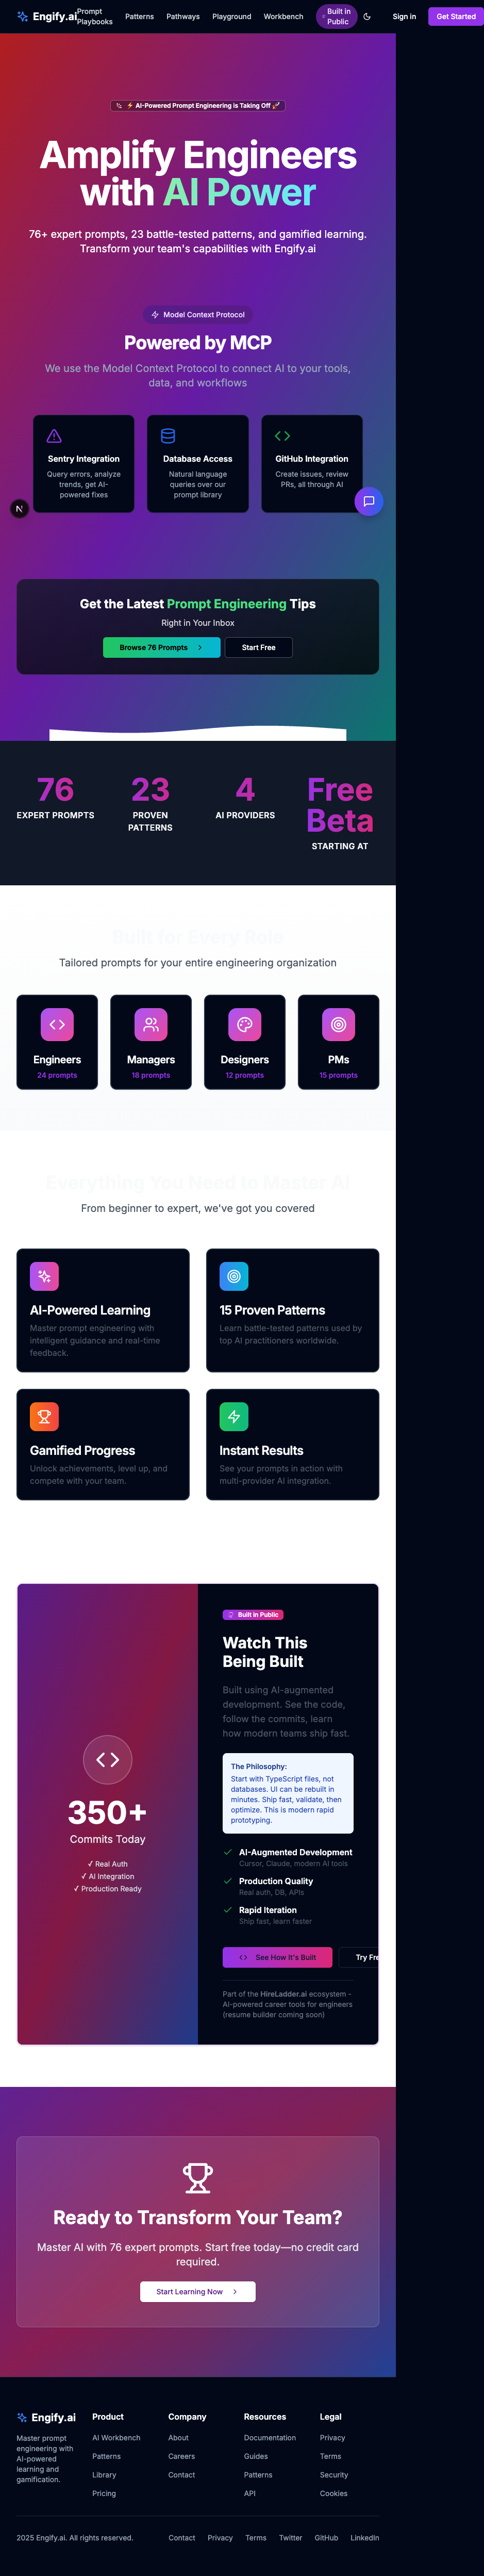 Engify.ai
Prompt
Playbooks
Patterns
Pathways
Playground
Workbench
Built in
Public
Sign in
Get Started
⚡ AI-Powered Prompt Engineering is Taking Off 🚀
Amplify Engineers
with AI Power
76+ expert prompts, 23 battle-tested patterns, and gamified learning.
Transform your team's capabilities with Engify.ai
Model Context Protocol
Powered by MCP
We use the Model Context Protocol to connect AI to your tools,
data, and workflows
Sentry Integration
Query errors, analyze
trends, get AI-
powered fixes
Database Access
Natural language
queries over our
prompt library
GitHub Integration
Create issues, review
PRs, all through AI
N
Get the Latest Prompt Engineering Tips
Right in Your Inbox
Browse 76 Prompts
Start Free
76
EXPERT PROMPTS
23
PROVEN
PATTERNS
4
AI PROVIDERS
Free
Beta
STARTING AT
Built for Every Role
Tailored prompts for your entire engineering organization
Engineers
24 prompts
Managers
18 prompts
Designers
12 prompts
PMs
15 prompts
Everything You Need to Master AI
From beginner to expert, we've got you covered
AI-Powered Learning
Master prompt engineering with
intelligent guidance and real-time
feedback.
15 Proven Patterns
Learn battle-tested patterns used by
top AI practitioners worldwide.
Gamified Progress
Unlock achievements, level up, and
compete with your team.
Instant Results
See your prompts in action with
multi-provider AI integration.
350+
Commits Today
✓ Real Auth
✓ AI Integration
✓ Production Ready
Built in Public
Watch This
Being Built
Built using AI-augmented
development. See the code,
follow the commits, learn
how modern teams ship fast.
The Philosophy:
Start with TypeScript files, not
databases. UI can be rebuilt in
minutes. Ship fast, validate, then
optimize. This is modern rapid
prototyping.
AI-Augmented Development
Cursor, Claude, modern AI tools
Production Quality
Real auth, DB, APIs
Rapid Iteration
Ship fast, learn faster
See How It's Built
Try Fre
Part of the HireLadder.ai ecosystem -
AI-powered career tools for engineers
(resume builder coming soon)
Ready to Transform Your Team?
Master AI with 76 expert prompts. Start free today—no credit card
required.
Start Learning Now
Engify.ai
Master prompt
engineering with
AI-powered
learning and
gamification.
Product
AI Workbench
Patterns
Library
Pricing
Company
About
Careers
Contact
Resources
Documentation
Guides
Patterns
API
Legal
Privacy
Terms
Security
Cookies
2025 Engify.ai. All rights reserved.
Contact
Privacy
Terms
Twitter
GitHub
LinkedIn